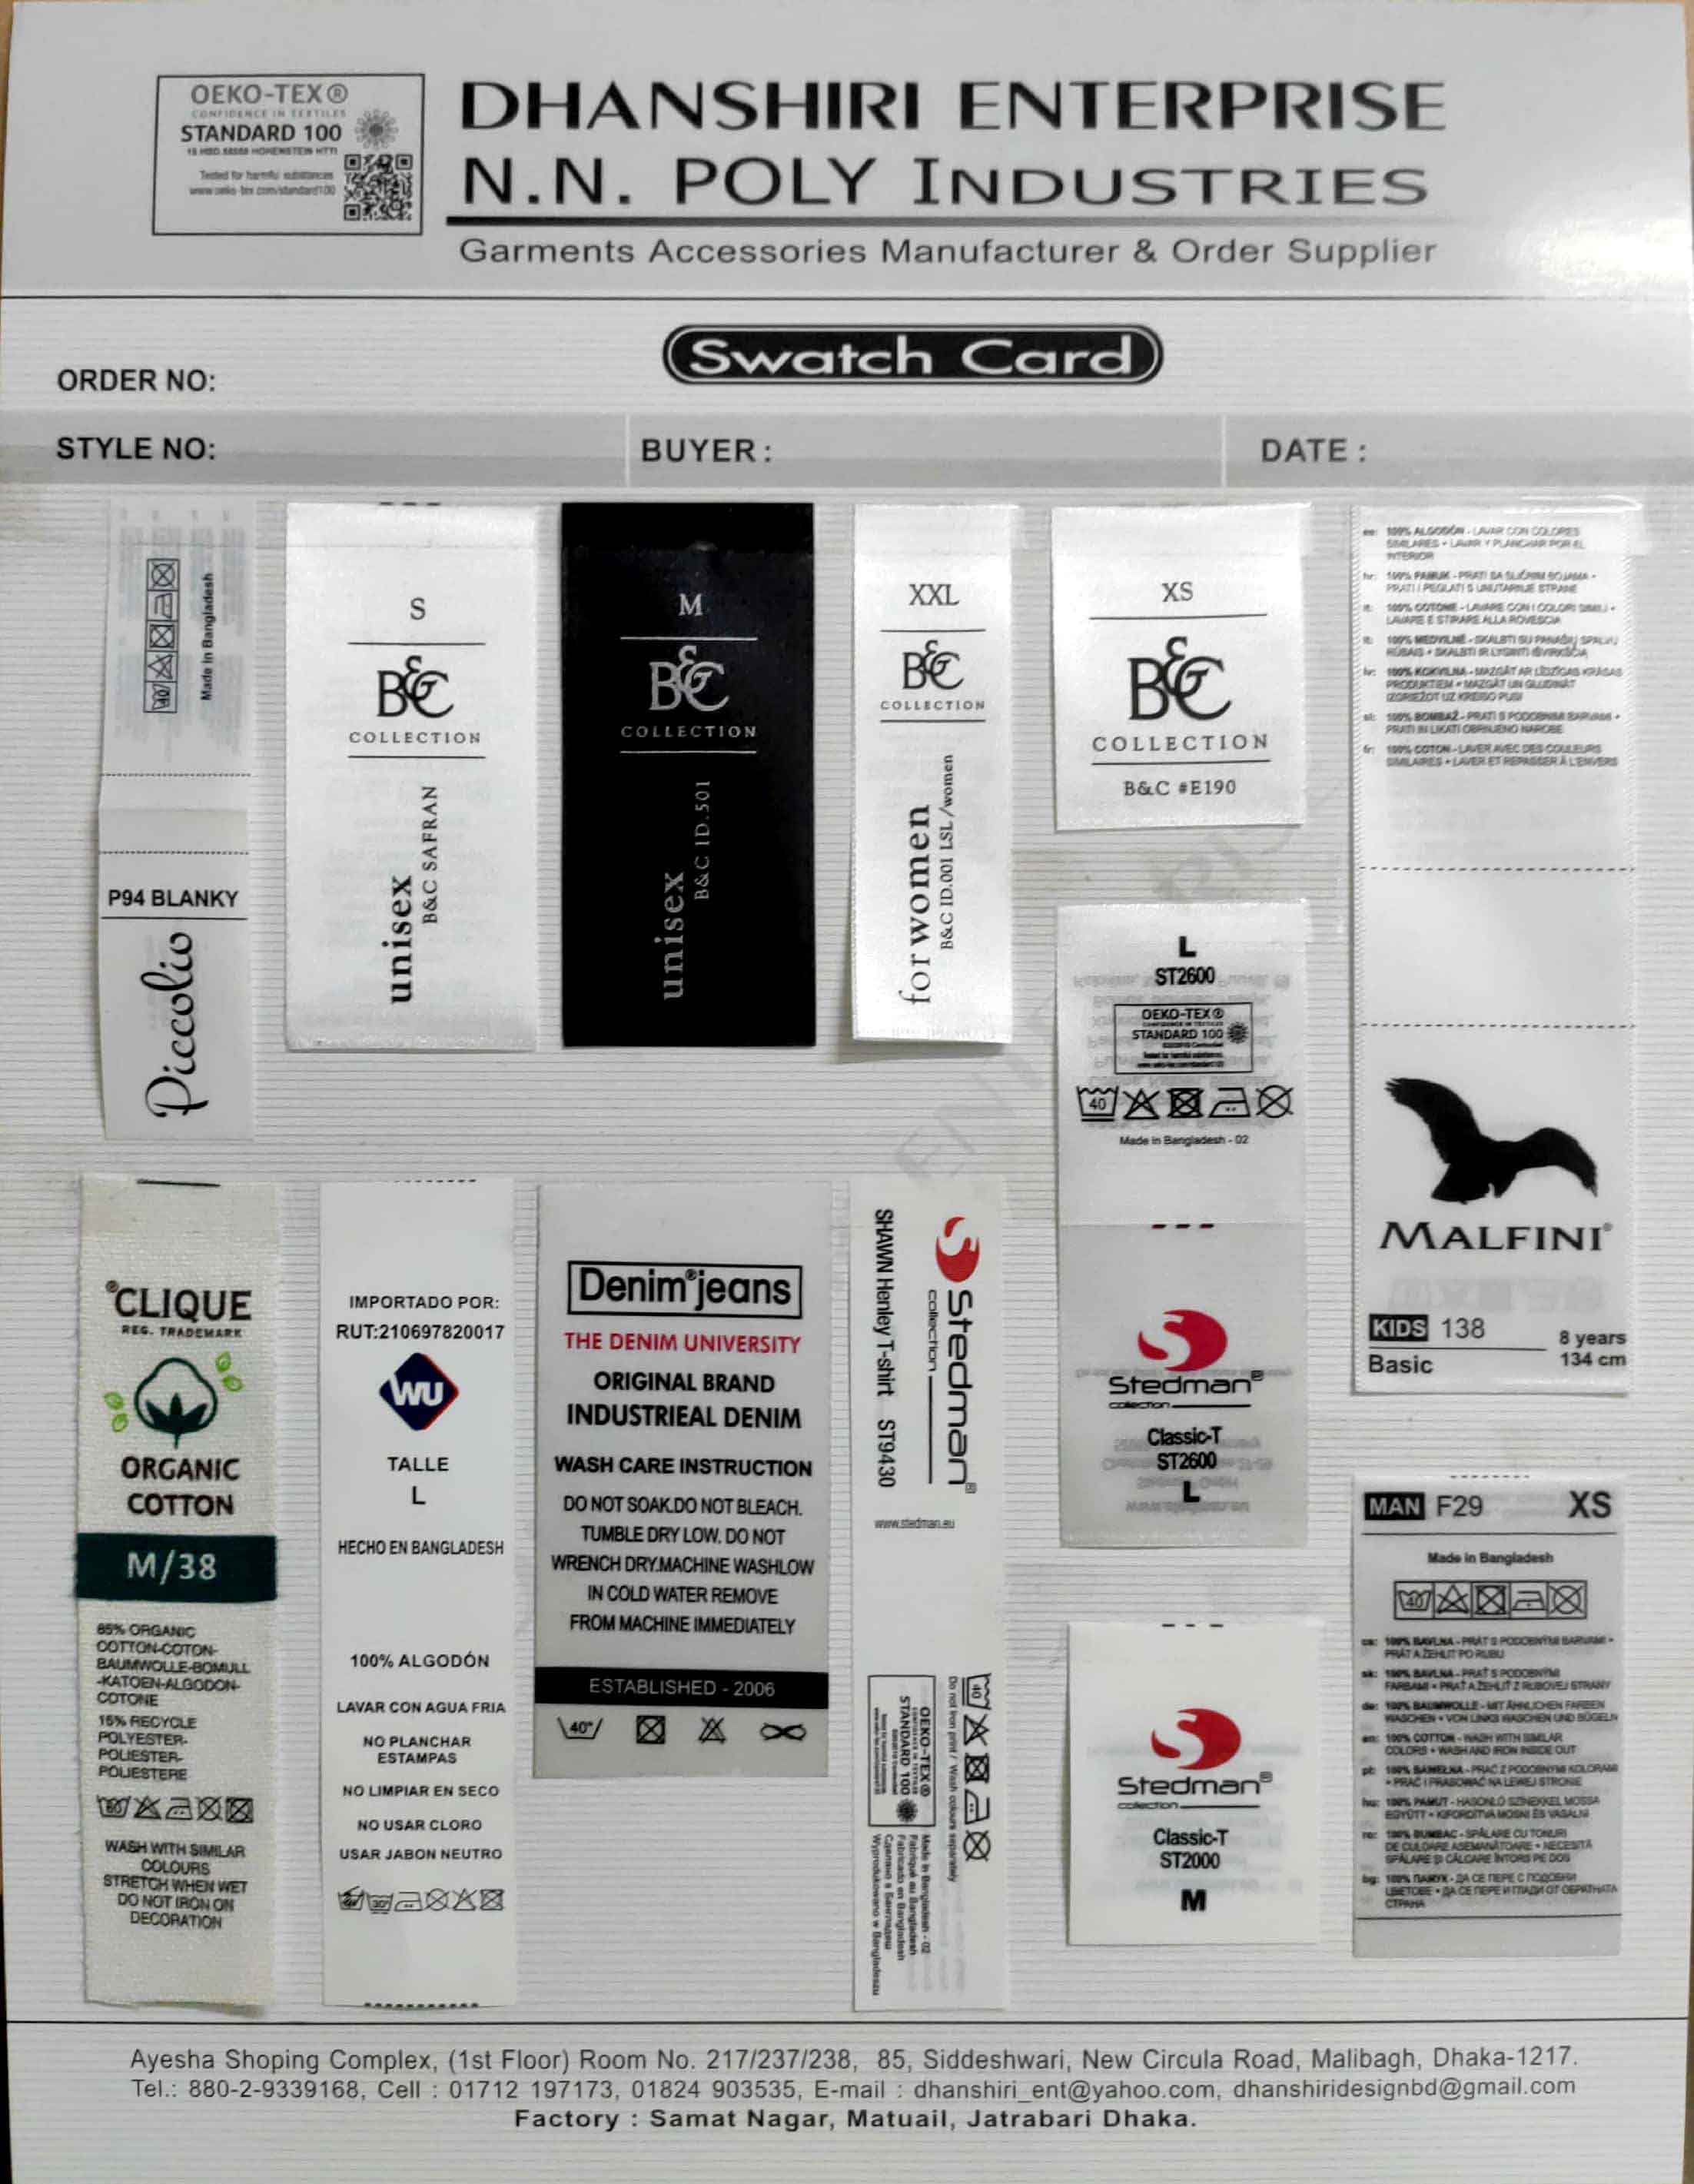 OEKO-TEX®
CONFIDENCE IN TEXTILES
STANDARD 100
Tested for harmful substances
www.oeko-tex.com/standard100
DHANSHIRI ENTERPRISE
N.N. POLY INDUSTRIES
Garments Accessories Manufacturer & Order Supplier
Swatch Card
ORDER NO:
STYLE NO:
BUYER :
DATE :
Made in Bangladesh
P94 BLANKY
Piccolio
S
B&C
COLLECTION
unisex
B&C SAFRAN
M
B&C
COLLECTION
unisex
B&C ID.501
XXL
B&C
COLLECTION
for women
B&C ID.001 LSL /women
XS
B&C
COLLECTION
B&C #E190
L
ST2600
OEKO-TEX®
CONFIDENCE IN TEXTILES
STANDARD 100
40
Made in Bangladesh - 02
Stedman®
collection
Classic-T
ST2600
L
es: 100% ALGODÓN - LAVAR CON COLORES
SIMILARES • LAVAR Y PLANCHAR POR EL
INTERIOR
hr: 100% PAMUK - PRATI SA SLIČNIM BOJAMA •
PRATI I PEGLATI S UNUTARNJE STRANE
it: 100% COTONE - LAVARE CON I COLORI SIMILI •
LAVARE E STIRARE ALLA ROVESCIA
lt: 100% MEDVILNĖ - SKALBTI SU PANAŠIŲ SPALVŲ
RŪBAIS • SKALBTI IR LYGINTI IŠVIRKŠČIĄ
lv: 100% KOKVILNA - MAZGĀT AR LĪDZĪGAS KRĀSAS
PRODUKTIEM • MAZGĀT UN GLUDINĀT
IZGRIEŽOT UZ KREISO PUSI
sl: 100% BOMBAŽ - PRATI S PODOBNIMI BARVAMI •
PRATI IN LIKATI OBRNJENO NAROBE
fr: 100% COTON - LAVER AVEC DES COULEURS
SIMILAIRES • LAVER ET REPASSER À L'ENVERS
MALFINI®
KIDS 138
Basic
8 years
134 cm
®CLIQUE
REG. TRADEMARK
ORGANIC
COTTON
M/38
85% ORGANIC
COTTON-COTON-
BAUMWOLLE-BOMULL
-KATOEN-ALGODON-
COTONE
15% RECYCLE
POLYESTER-
POLIESTER-
POLIESTERE
60
WASH WITH SIMILAR
COLOURS
STRETCH WHEN WET
DO NOT IRON ON
DECORATION
IMPORTADO POR:
RUT:210697820017
WU
TALLE
L
HECHO EN BANGLADESH
100% ALGODÓN
LAVAR CON AGUA FRIA
NO PLANCHAR
ESTAMPAS
NO LIMPIAR EN SECO
NO USAR CLORO
USAR JABON NEUTRO
30°
Denim®jeans
THE DENIM UNIVERSITY
ORIGINAL BRAND
INDUSTRIEAL DENIM
WASH CARE INSTRUCTION
DO NOT SOAK.DO NOT BLEACH.
TUMBLE DRY LOW. DO NOT
WRENCH DRY.MACHINE WASHLOW
IN COLD WATER REMOVE
FROM MACHINE IMMEDIATELY
ESTABLISHED - 2006
40°
Stedman®
collection
SHAWN Henley T-shirt ST9430
www.stedman.eu
40
Do not iron print / Wash colours separately
OEKO-TEX®
CONFIDENCE IN TEXTILES
STANDARD 100
Made in Bangladesh - 02
Fabriqué au Bangladesh
Fabricado en Bangladesh
Сделано в Бангладеш
Wyprodukowano w Bangladeszu
Stedman®
collection
Classic-T
ST2000
M
MAN F29 XS
Made in Bangladesh
40
cs: 100% BAVLNA - PRÁT S PODOBNÝMI BARVAMI •
PRÁT A ŽEHLIT PO RUBU
sk: 100% BAVLNA - PRAŤ S PODOBNÝMI
FARBAMI • PRAŤ A ŽEHLIŤ Z RUBOVEJ STRANY
de: 100% BAUMWOLLE - MIT ÄHNLICHEN FARBEN
WASCHEN • VON LINKS WASCHEN UND BÜGELN
en: 100% COTTON - WASH WITH SIMILAR
COLORS • WASH AND IRON INSIDE OUT
pl: 100% BAWEŁNA - PRAĆ Z PODOBNYMI KOLORAMI
• PRAĆ I PRASOWAĆ NA LEWEJ STRONIE
hu: 100% PAMUT - HASONLÓ SZÍNEKKEL MOSSA
EGYÜTT • KIFORDÍTVA MOSNI ÉS VASALNI
ro: 100% BUMBAC - SPĂLARE CU TONURI
DE CULOARE ASEMĂNĂTOARE • NECESITĂ
SPĂLARE ȘI CĂLCARE ÎNTORS PE DOS
bg: 100% ПАМУК - ДА СЕ ПЕРЕ С ПОДОБНИ
ЦВЕТОВЕ • ДА СЕ ПЕРЕ И ГЛАДИ ОТ ОБРАТНАТА
СТРАНА
Ayesha Shoping Complex, (1st Floor) Room No. 217/237/238, 85, Siddeshwari, New Circula Road, Malibagh, Dhaka-1217.
Tel.: 880-2-9339168, Cell : 01712 197173, 01824 903535, E-mail : dhanshiri_ent@yahoo.com, dhanshiridesignbd@gmail.com
Factory : Samat Nagar, Matuail, Jatrabari Dhaka.